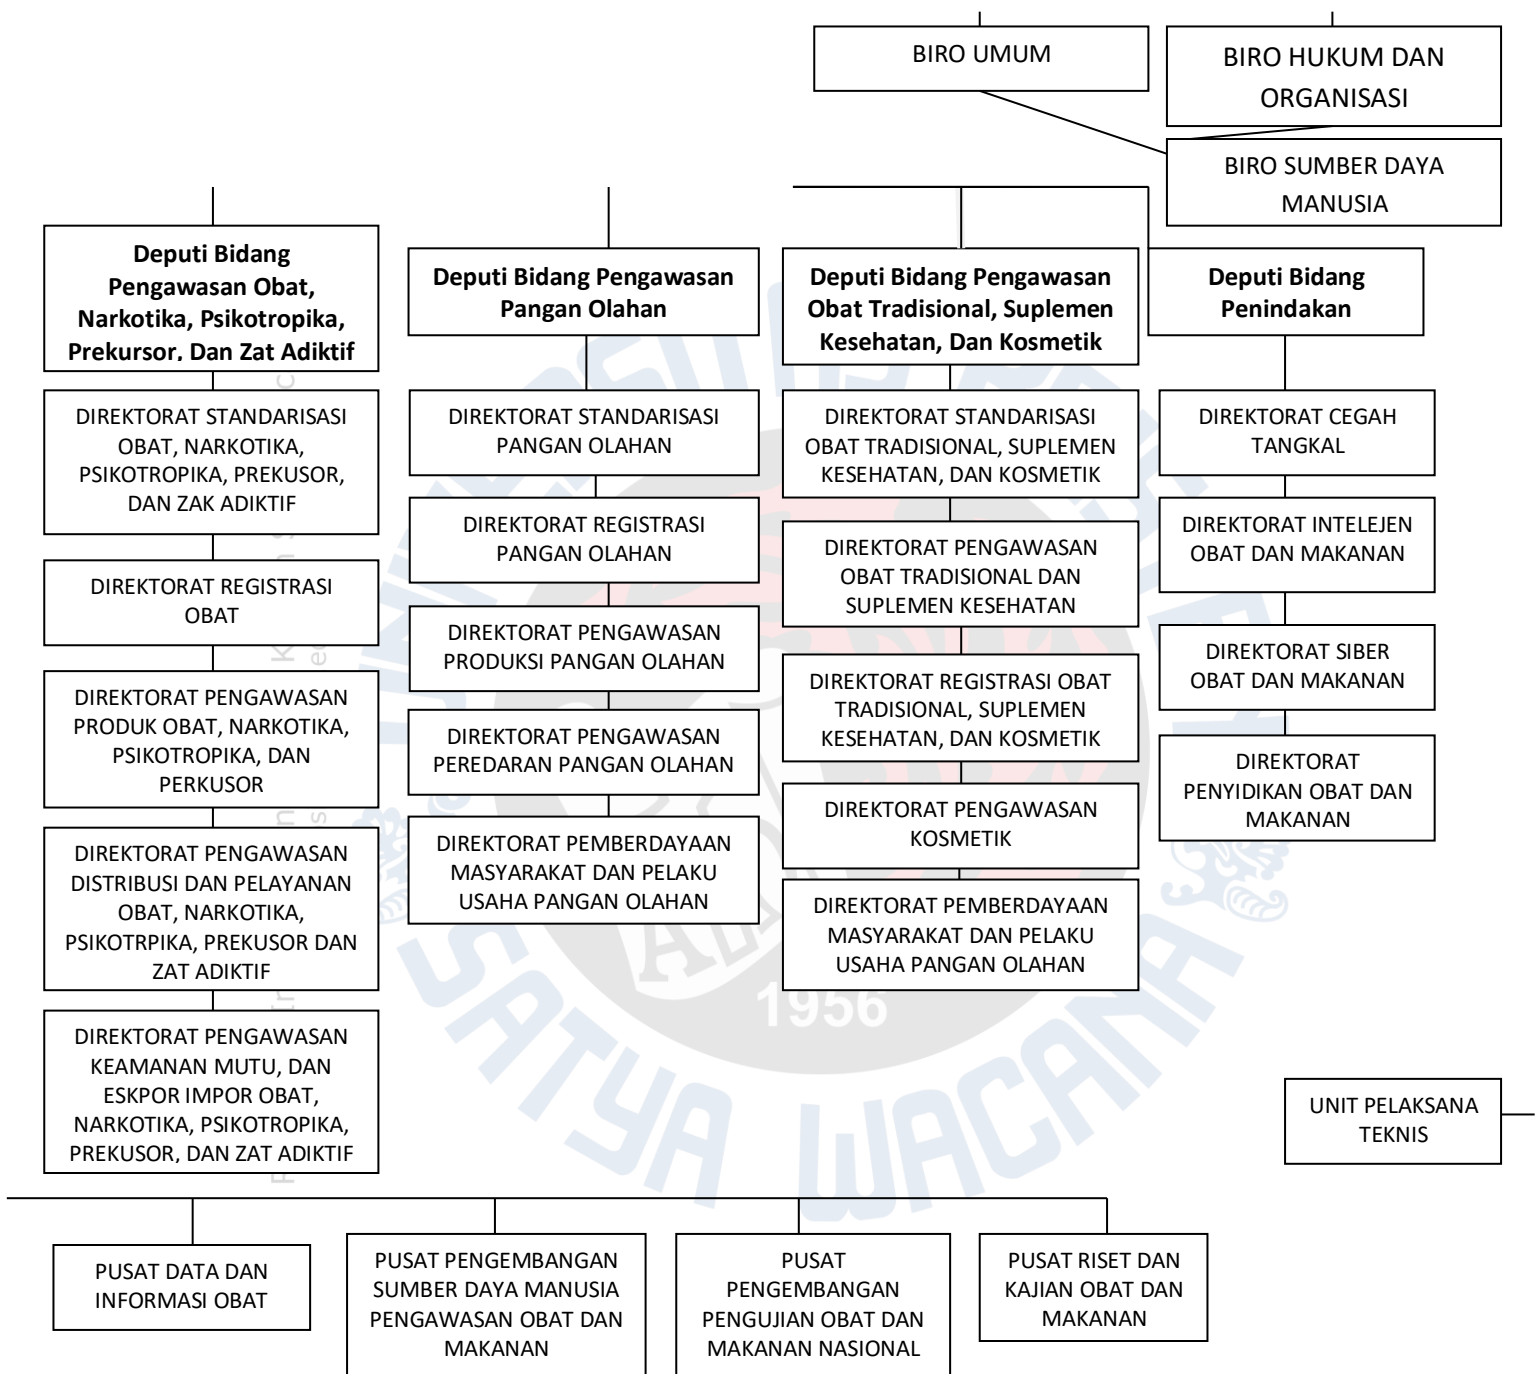 BIRO UMUM
BIRO HUKUM DAN
ORGANISASI
BIRO SUMBER DAYA
MANUSIA
Deputi Bidang
Pengawasan Obat,
Narkotika, Psikotropika,
Prekursor, Dan Zat Adiktif
DIREKTORAT STANDARISASI
OBAT, NARKOTIKA,
PSIKOTROPIKA, PREKUSOR,
DAN ZAK ADIKTIF
DIREKTORAT REGISTRASI
OBAT
DIREKTORAT PENGAWASAN
PRODUK OBAT, NARKOTIKA,
PSIKOTROPIKA, DAN
PERKUSOR
DIREKTORAT PENGAWASAN
DISTRIBUSI DAN PELAYANAN
OBAT, NARKOTIKA,
PSIKOTRPIKA, PREKUSOR DAN
ZAT ADIKTIF
DIREKTORAT PENGAWASAN
KEAMANAN MUTU, DAN
ESKPOR IMPOR OBAT,
NARKOTIKA, PSIKOTROPIKA,
PREKUSOR, DAN ZAT ADIKTIF
Deputi Bidang Pengawasan
Pangan Olahan
DIREKTORAT STANDARISASI
PANGAN OLAHAN
DIREKTORAT REGISTRASI
PANGAN OLAHAN
DIREKTORAT PENGAWASAN
PRODUKSI PANGAN OLAHAN
DIREKTORAT PENGAWASAN
PEREDARAN PANGAN OLAHAN
DIREKTORAT PEMBERDAYAAN
MASYARAKAT DAN PELAKU
USAHA PANGAN OLAHAN
Deputi Bidang Pengawasan
Obat Tradisional, Suplemen
Kesehatan, Dan Kosmetik
DIREKTORAT STANDARISASI
OBAT TRADISIONAL, SUPLEMEN
KESEHATAN, DAN KOSMETIK
DIREKTORAT PENGAWASAN
OBAT TRADISIONAL DAN
SUPLEMEN KESEHATAN
DIREKTORAT REGISTRASI OBAT
TRADISIONAL, SUPLEMEN
KESEHATAN, DAN KOSMETIK
DIREKTORAT PENGAWASAN
KOSMETIK
DIREKTORAT PEMBERDAYAAN
MASYARAKAT DAN PELAKU
USAHA PANGAN OLAHAN
Deputi Bidang
Penindakan
DIREKTORAT CEGAH
TANGKAL
DIREKTORAT INTELEJEN
OBAT DAN MAKANAN
DIREKTORAT SIBER
OBAT DAN MAKANAN
DIREKTORAT
PENYIDIKAN OBAT DAN
MAKANAN
1956
SATYA WACANA
UNIT PELAKSANA
TEKNIS
PUSAT DATA DAN
INFORMASI OBAT
PUSAT PENGEMBANGAN
SUMBER DAYA MANUSIA
PENGAWASAN OBAT DAN
MAKANAN
PUSAT
PENGEMBANGAN
PENGUJIAN OBAT DAN
MAKANAN NASIONAL
PUSAT RISET DAN
KAJIAN OBAT DAN
MAKANAN